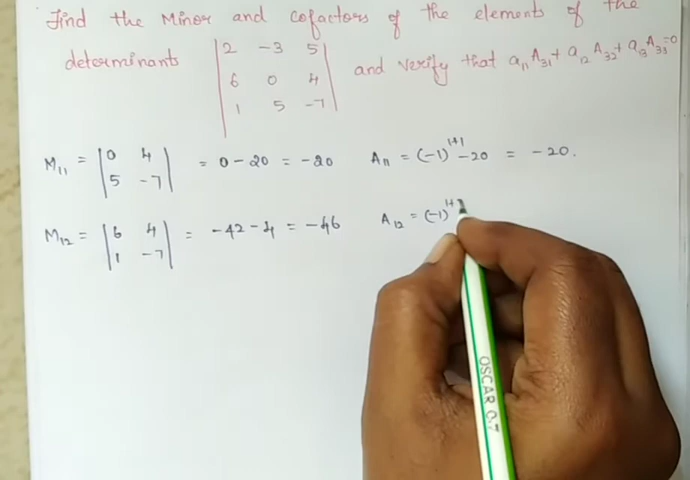 Find the Minor and cofactors of the elements of the
determinants | 2 -3 5 | and verify that a₁₁A₃₁ + a₁₂A₃₂ + a₁₃A₃₃=0
| 6 0 4 |
| 1 5 -7 |
M₁₁ = | 0 4 | = 0-20 = -20 A₁₁ = (-1)¹⁺¹ -20 = -20.
| 5 -7 |
M₁₂ = | 6 4 | = -42-4 = -46 A₁₂ = (-1)¹⁺
| 1 -7 |
OSCAR 0.7